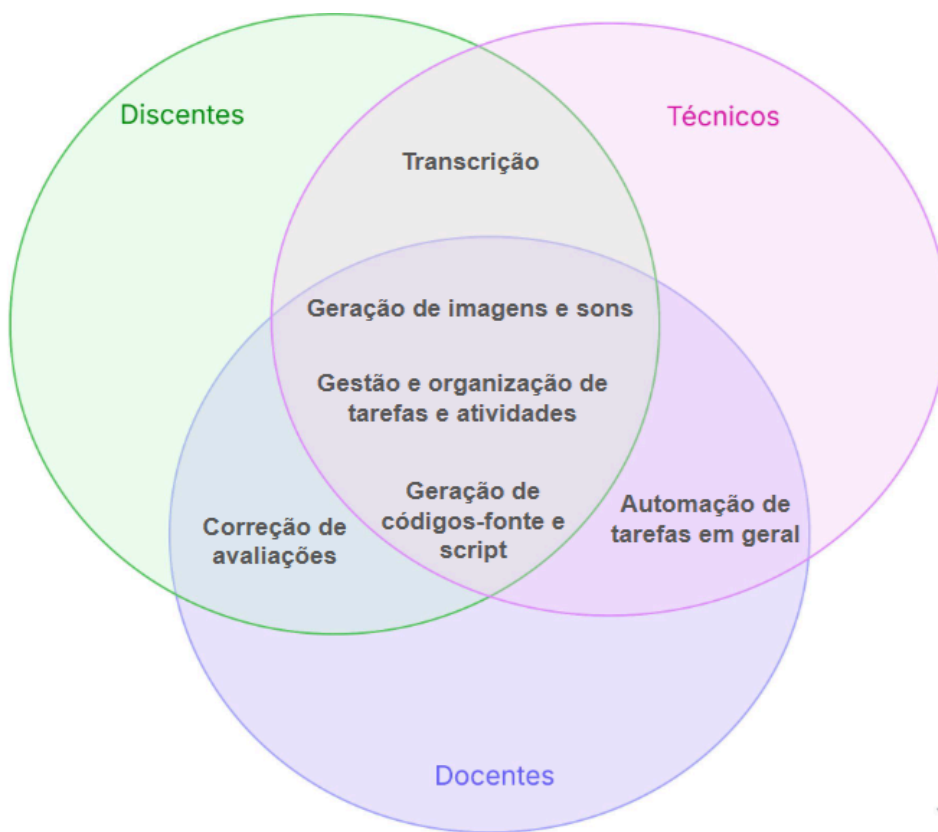 Discentes
Técnicos
Transcrição
Geração de imagens e sons
Gestão e organização de
tarefas e atividades
Geração de
códigos-fonte e
script
Correção de
avaliações
Automação de
tarefas em geral
Docentes